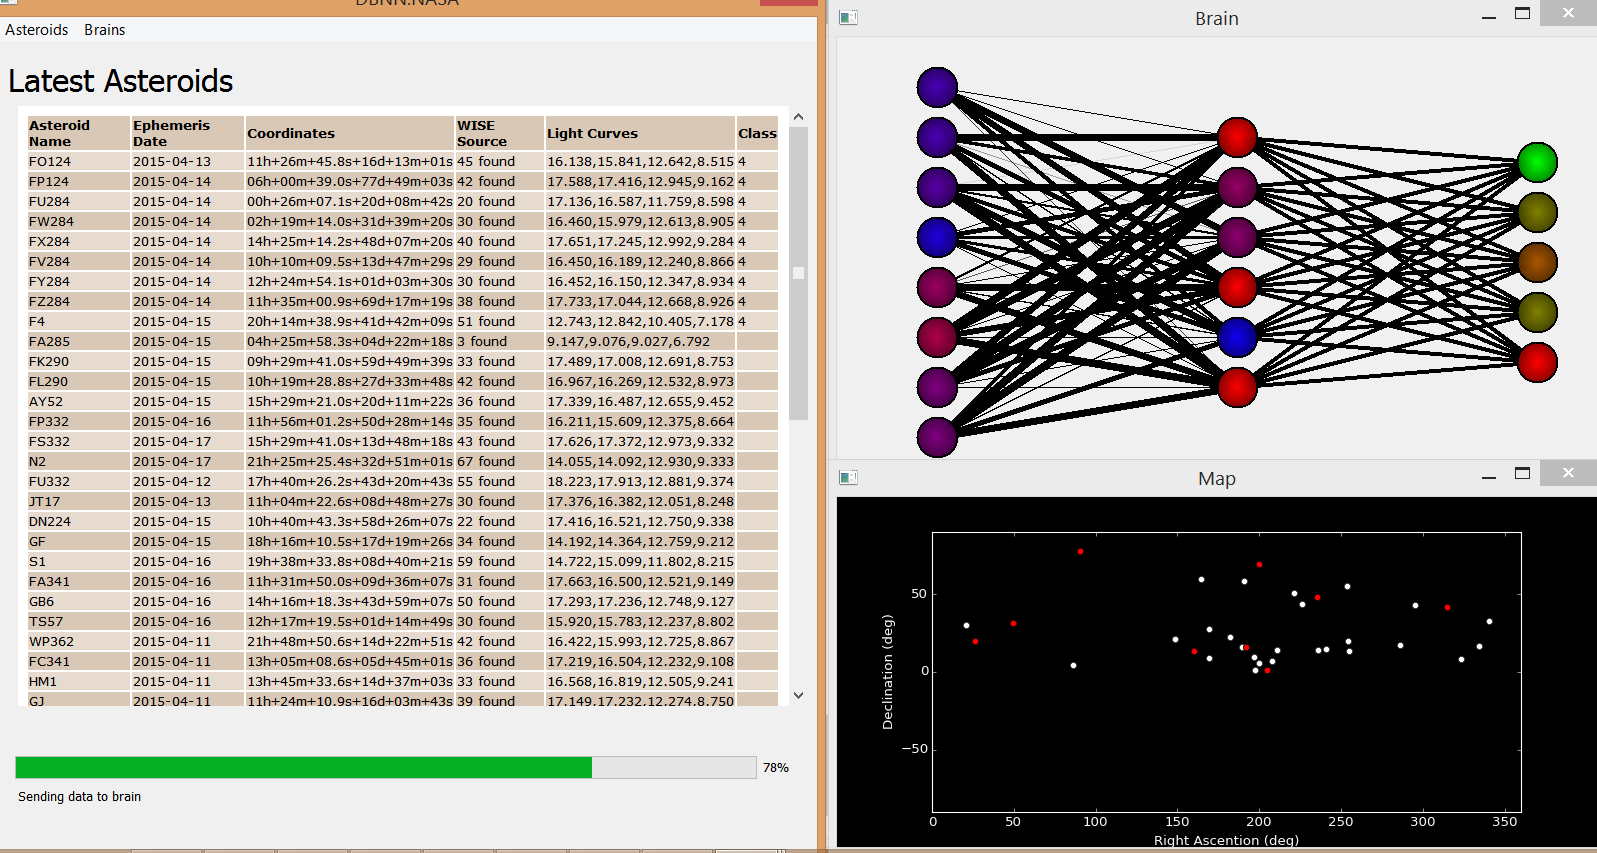 DBNN.NASA
Asteroids Brains
Latest Asteroids
Asteroid Name Ephemeris Date Coordinates WISE Source Light Curves Class
FO124 2015-04-13 11h+26m+45.8s+16d+13m+01s 45 found 16.138,15.841,12.642,8.515 4
FP124 2015-04-14 06h+00m+39.0s+77d+49m+03s 42 found 17.588,17.416,12.945,9.162 4
FU284 2015-04-14 00h+26m+07.1s+20d+08m+42s 20 found 17.136,16.587,11.759,8.598 4
FW284 2015-04-14 02h+19m+14.0s+31d+39m+20s 30 found 16.460,15.979,12.613,8.905 4
FX284 2015-04-14 14h+25m+14.2s+48d+07m+20s 40 found 17.651,17.245,12.992,9.284 4
FV284 2015-04-14 10h+10m+09.5s+13d+47m+29s 29 found 16.450,16.189,12.240,8.866 4
FY284 2015-04-14 12h+24m+54.1s+01d+03m+30s 30 found 16.452,16.150,12.347,8.934 4
FZ284 2015-04-14 11h+35m+00.9s+69d+17m+19s 38 found 17.733,17.044,12.668,8.926 4
F4 2015-04-15 20h+14m+38.9s+41d+42m+09s 51 found 12.743,12.842,10.405,7.178 4
FA285 2015-04-15 04h+25m+58.3s+04d+22m+18s 3 found 9.147,9.076,9.027,6.792
FK290 2015-04-15 09h+29m+41.0s+59d+49m+39s 33 found 17.489,17.008,12.691,8.753
FL290 2015-04-15 10h+19m+28.8s+27d+33m+48s 42 found 16.967,16.269,12.532,8.973
AY52 2015-04-15 15h+29m+21.0s+20d+11m+22s 36 found 17.339,16.487,12.655,9.452
FP332 2015-04-16 11h+56m+01.2s+50d+28m+14s 35 found 16.211,15.609,12.375,8.664
FS332 2015-04-17 15h+29m+41.0s+13d+48m+18s 43 found 17.626,17.372,12.973,9.332
N2 2015-04-17 21h+25m+25.4s+32d+51m+01s 67 found 14.055,14.092,12.930,9.333
FU332 2015-04-12 17h+40m+26.2s+43d+20m+43s 55 found 18.223,17.913,12.881,9.374
JT17 2015-04-13 11h+04m+22.6s+08d+48m+27s 30 found 17.376,16.382,12.051,8.248
DN224 2015-04-15 10h+40m+43.3s+58d+26m+07s 22 found 17.416,16.521,12.750,9.338
GF 2015-04-15 18h+16m+10.5s+17d+19m+26s 34 found 14.192,14.364,12.759,9.212
S1 2015-04-16 19h+38m+33.8s+08d+40m+21s 59 found 14.722,15.099,11.802,8.215
FA341 2015-04-16 11h+31m+50.0s+09d+36m+07s 31 found 17.663,16.500,12.521,9.149
GB6 2015-04-16 14h+16m+18.3s+43d+59m+07s 50 found 17.293,17.236,12.748,9.127
TS57 2015-04-16 12h+17m+19.5s+01d+14m+49s 30 found 15.920,15.783,12.237,8.802
WP362 2015-04-11 21h+48m+50.6s+14d+22m+51s 42 found 16.422,15.993,12.725,8.867
FC341 2015-04-11 13h+05m+08.6s+05d+45m+01s 36 found 17.219,16.504,12.232,9.108
HM1 2015-04-11 13h+45m+33.6s+14d+37m+03s 33 found 16.568,16.819,12.505,9.241
GJ 2015-04-11 11h+24m+10.9s+16d+03m+43s 39 found 17.149,17.232,12.274,8.750
78%
Sending data to brain
Brain
Map
50
0
−50
Declination (deg)
0 50 100 150 200 250 300 350
Right Ascention (deg)